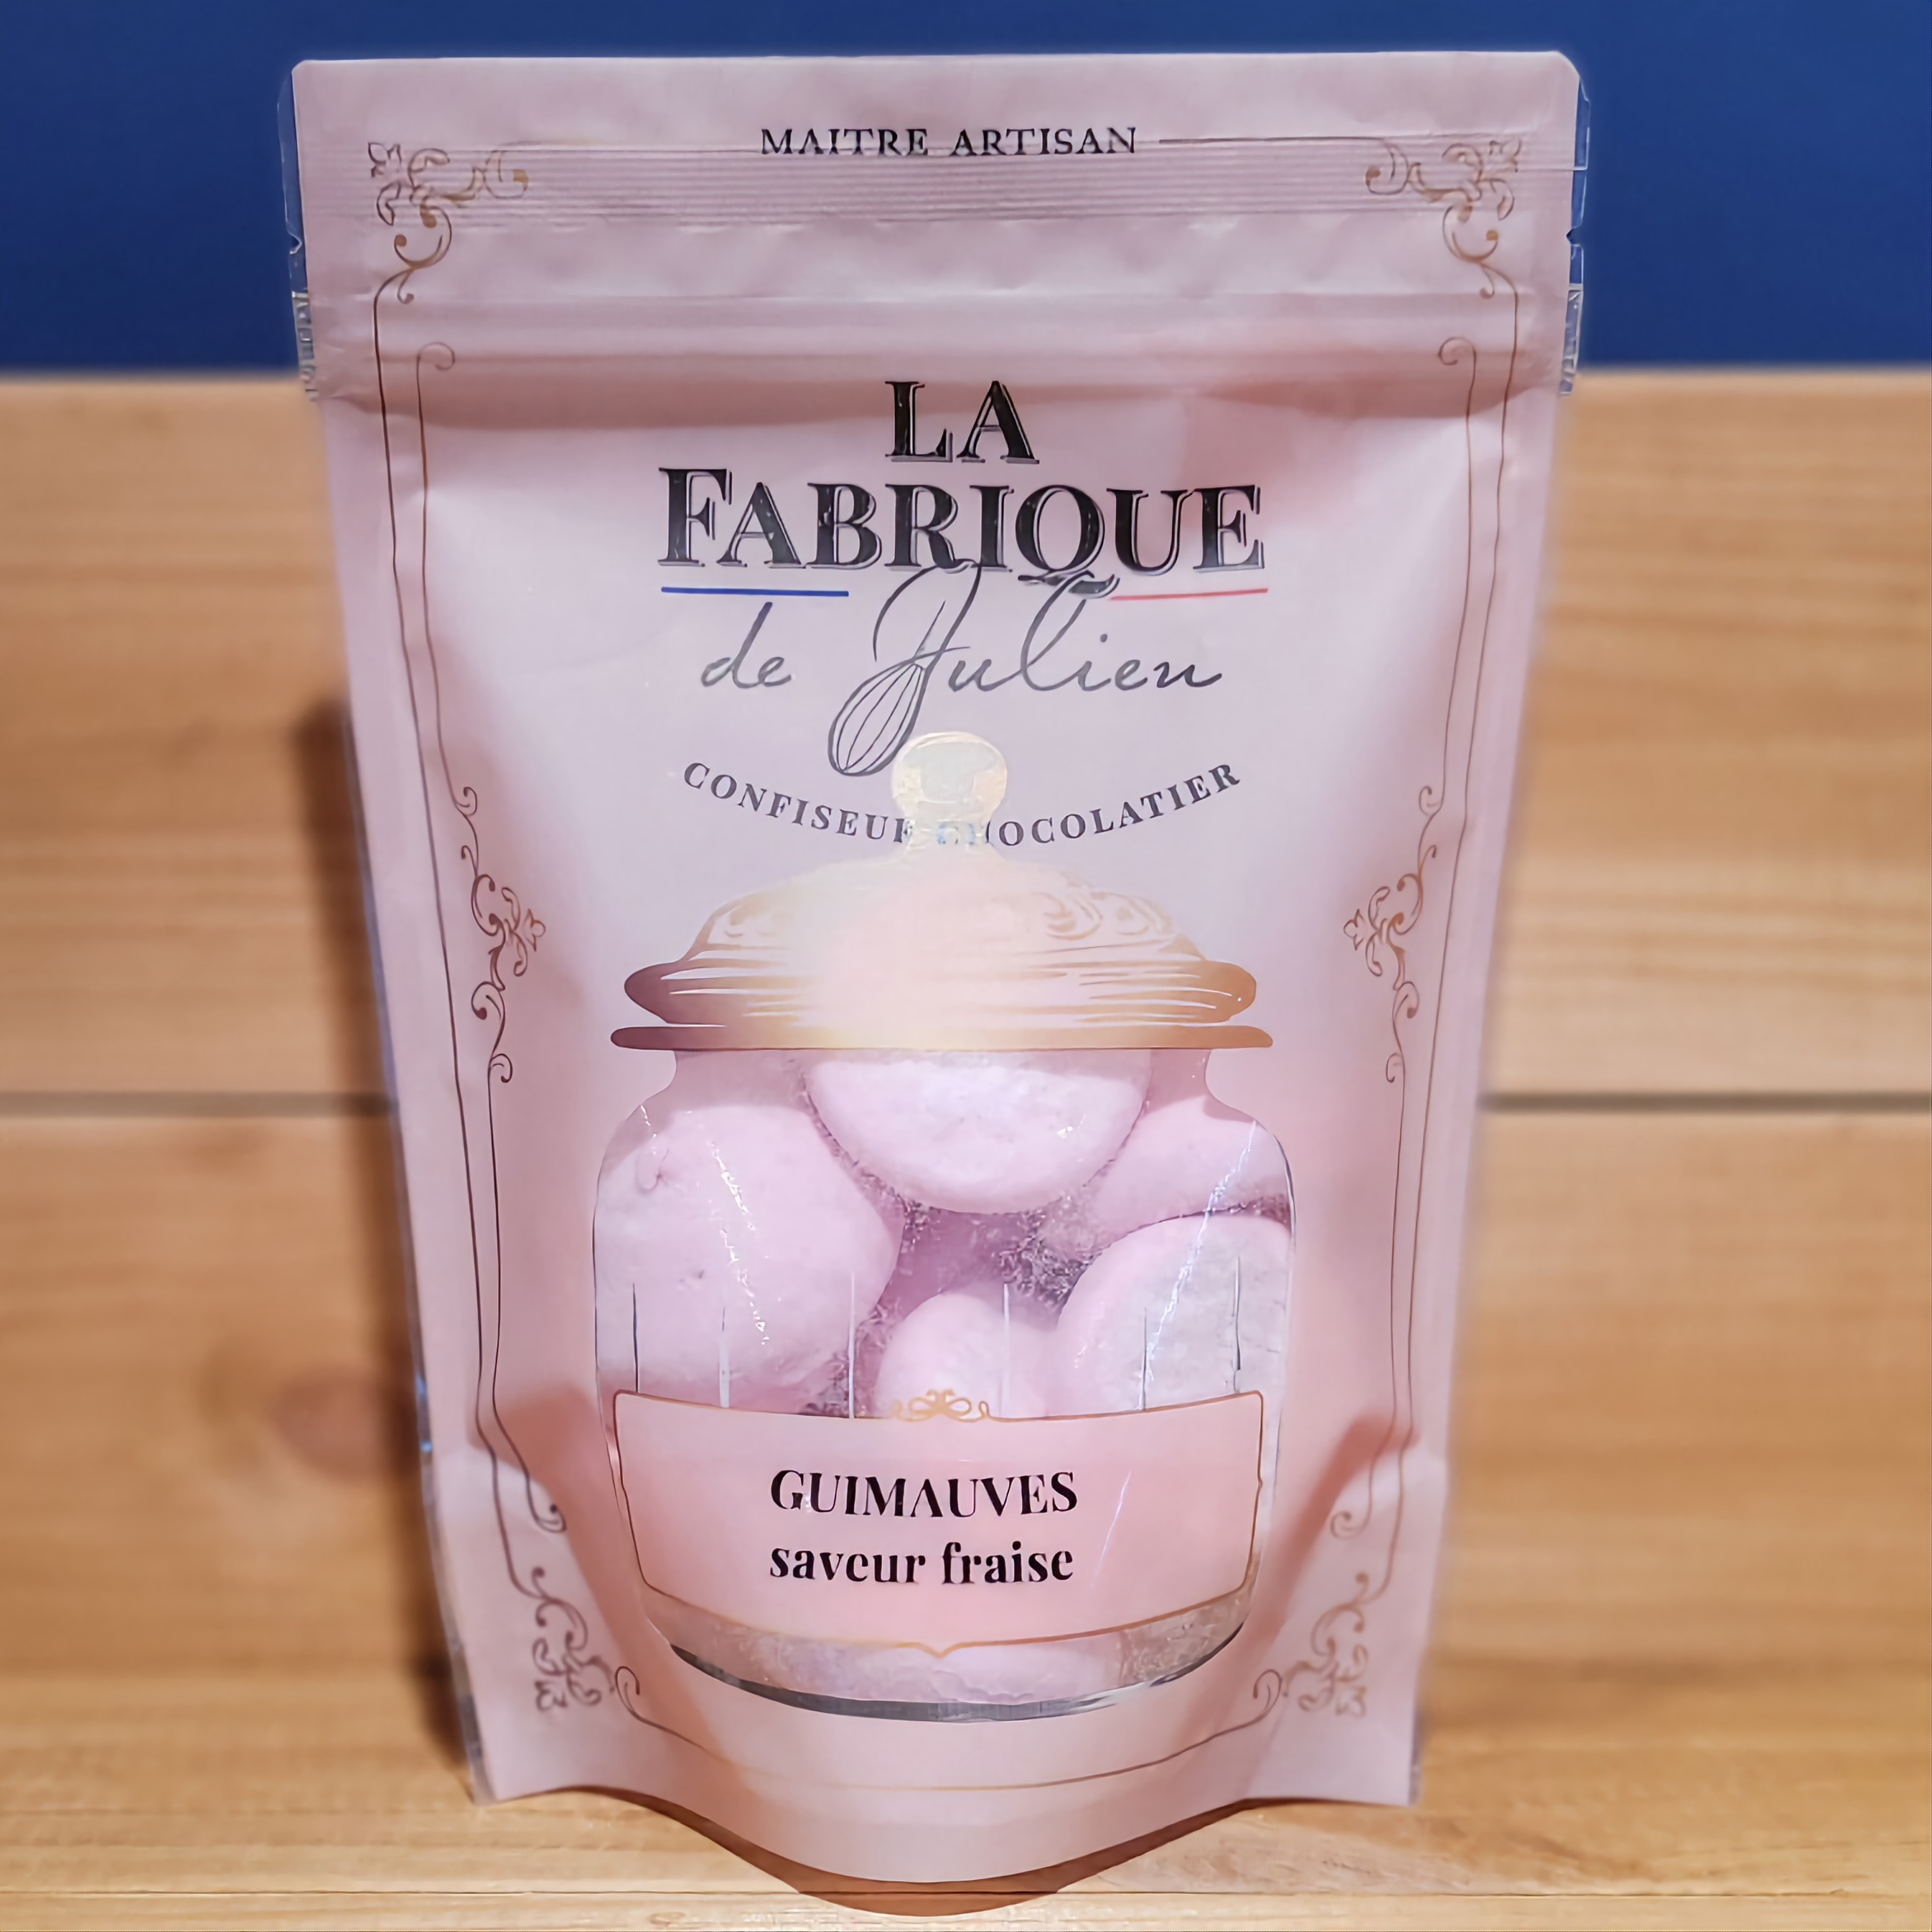 MAITRE ARTISAN
LA
FABRIQUE
de Julien
CONFISEUR CHOCOLATIER
GUIMAUVES
saveur fraise